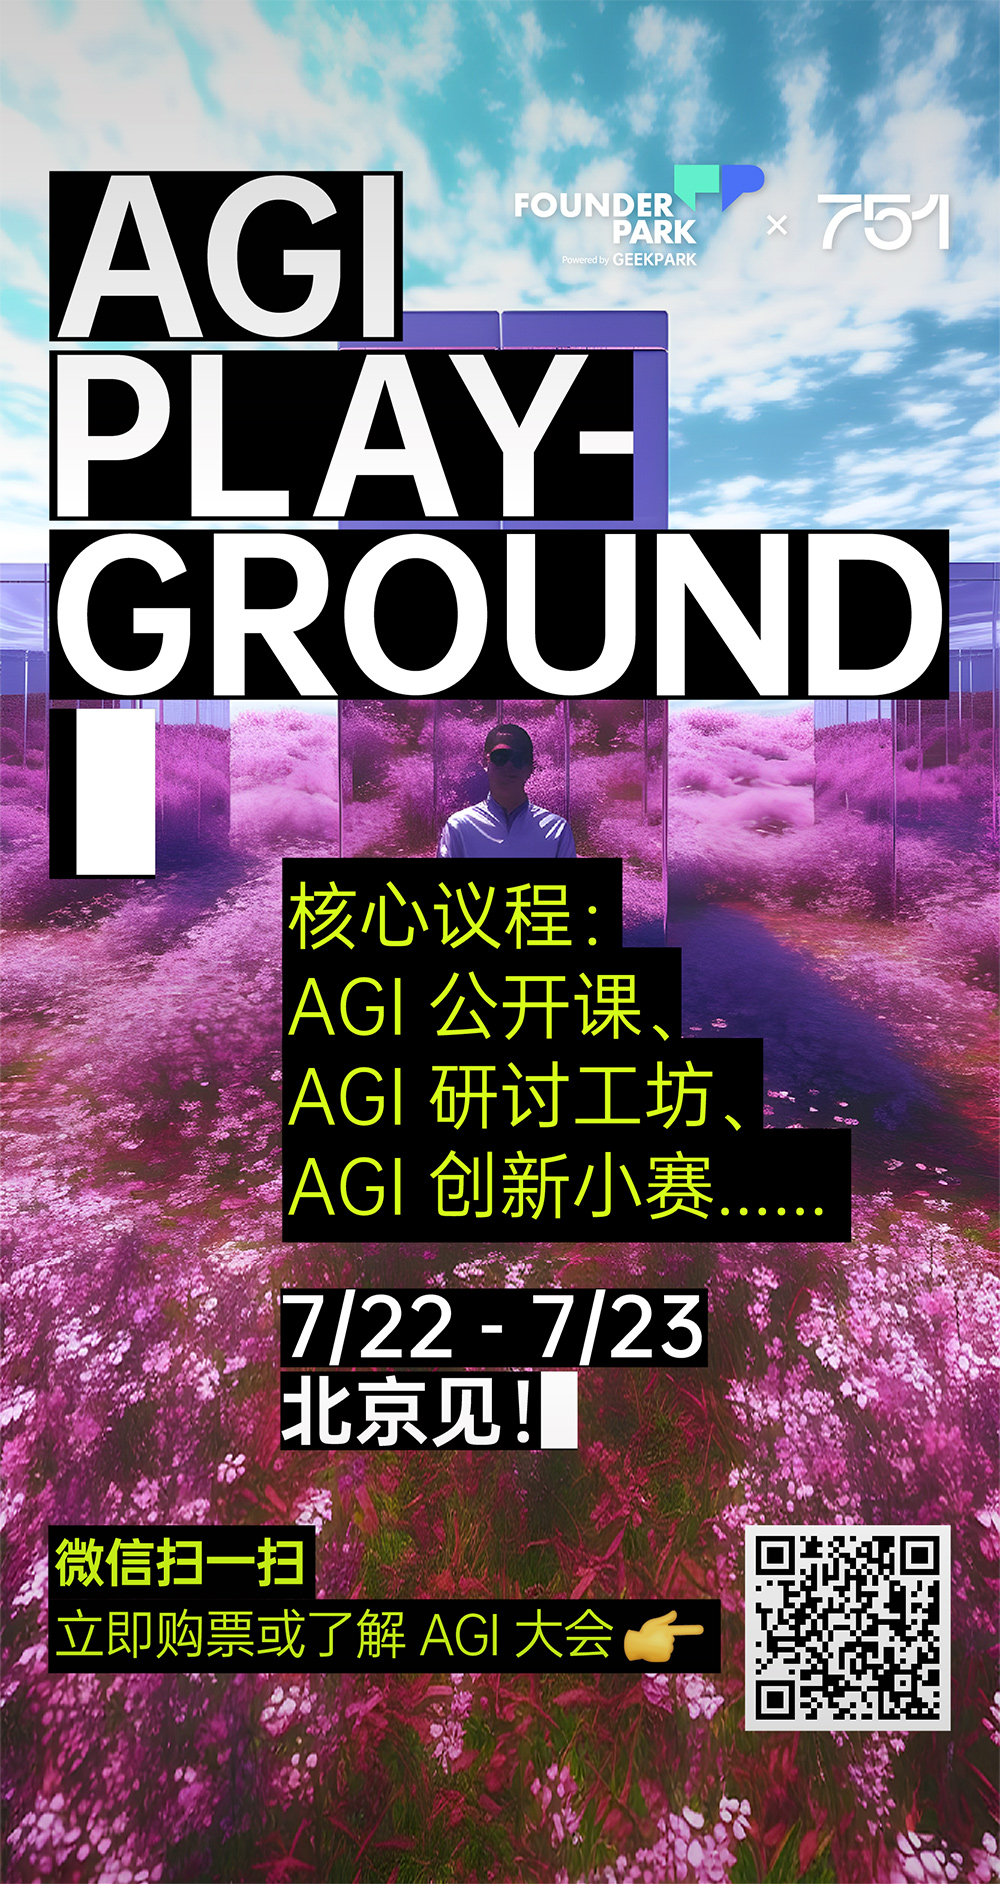 AGI
PLAY-
GROUND
FOUNDER
PARK
Powered by GEEKPARK
×
751
核心议程：
AGI 公开课、
AGI 研讨工坊、
AGI 创新小赛......
7/22 - 7/23
北京见！
微信扫一扫
立即购票或了解 AGI 大会 👉